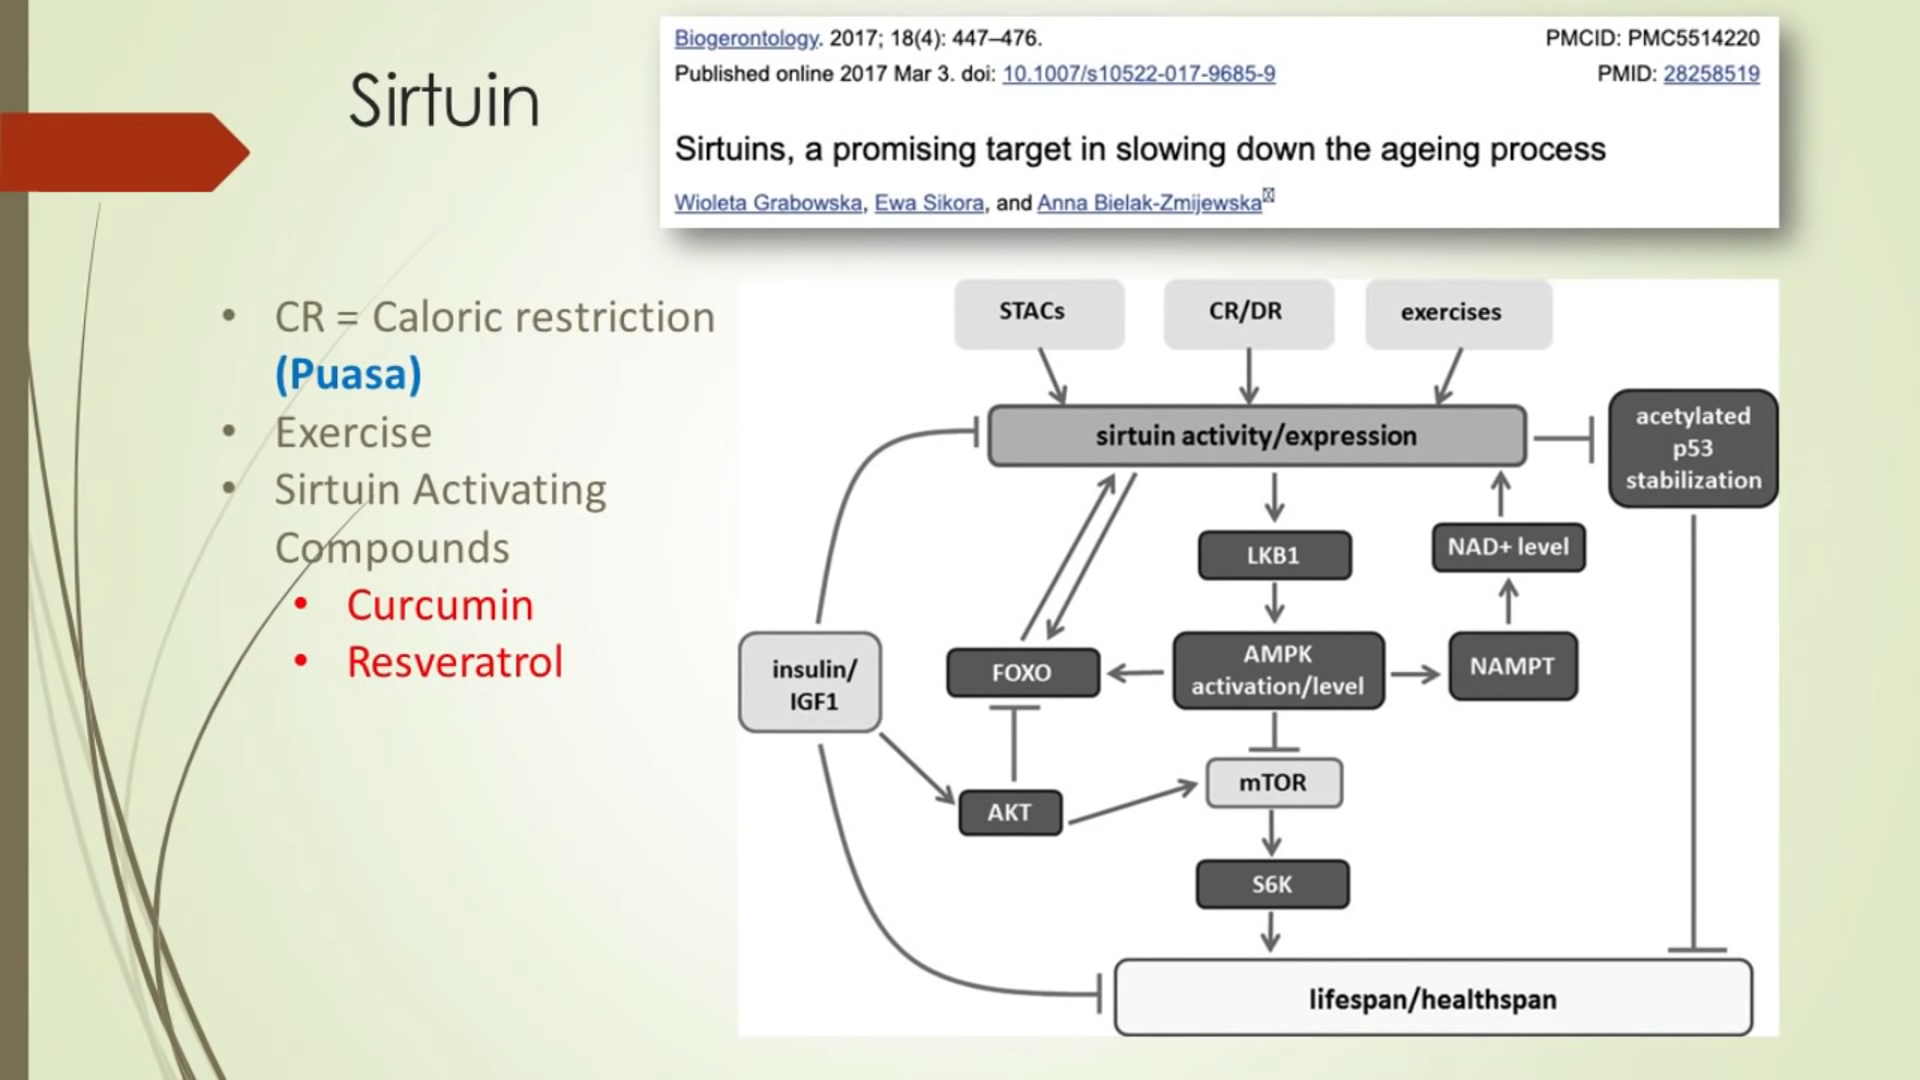 Sirtuin
Biogerontology. 2017; 18(4): 447–476.
PMCID: PMC5514220
Published online 2017 Mar 3. doi: 10.1007/s10522-017-9685-9
PMID: 28258519
Sirtuins, a promising target in slowing down the ageing process
Wioleta Grabowska, Ewa Sikora, and Anna Bielak-Zmijewska
• CR = Caloric restriction
(Puasa)
• Exercise
• Sirtuin Activating
Compounds
• Curcumin
• Resveratrol
STACs
CR/DR
exercises
sirtuin activity/expression
acetylated
p53
stabilization
LKB1
NAD+ level
insulin/
IGF1
FOXO
AMPK
activation/level
NAMPT
AKT
mTOR
S6K
lifespan/healthspan